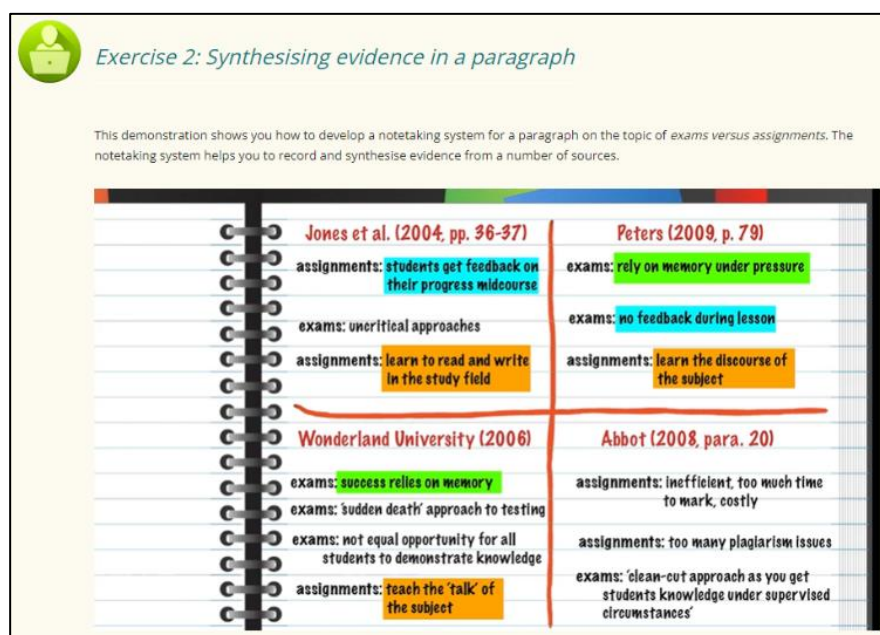 Exercise 2: Synthesising evidence in a paragraph
This demonstration shows you how to develop a notetaking system for a paragraph on the topic of exams versus assignments. The
notetaking system helps you to record and synthesise evidence from a number of sources.
Jones et al. (2004, pp. 36-37)
assignments: students get feedback on
their progress midcourse
exams: uncritical approaches
assignments: learn to read and write
in the study field
Peters (2009, p. 79)
exams: rely on memory under pressure
exams: no feedback during lesson
assignments: learn the discourse of
the subject
Wonderland University (2006)
exams: success relies on memory
exams: 'sudden death' approach to testing
exams: not equal opportunity for all
students to demonstrate knowledge
assignments: teach the 'talk' of
the subject
Abbot (2008, para. 20)
assignments: inefficient, too much time
to mark, costly
assignments: too many plagiarism issues
exams: 'clean-cut approach as you get
students knowledge under supervised
circumstances'